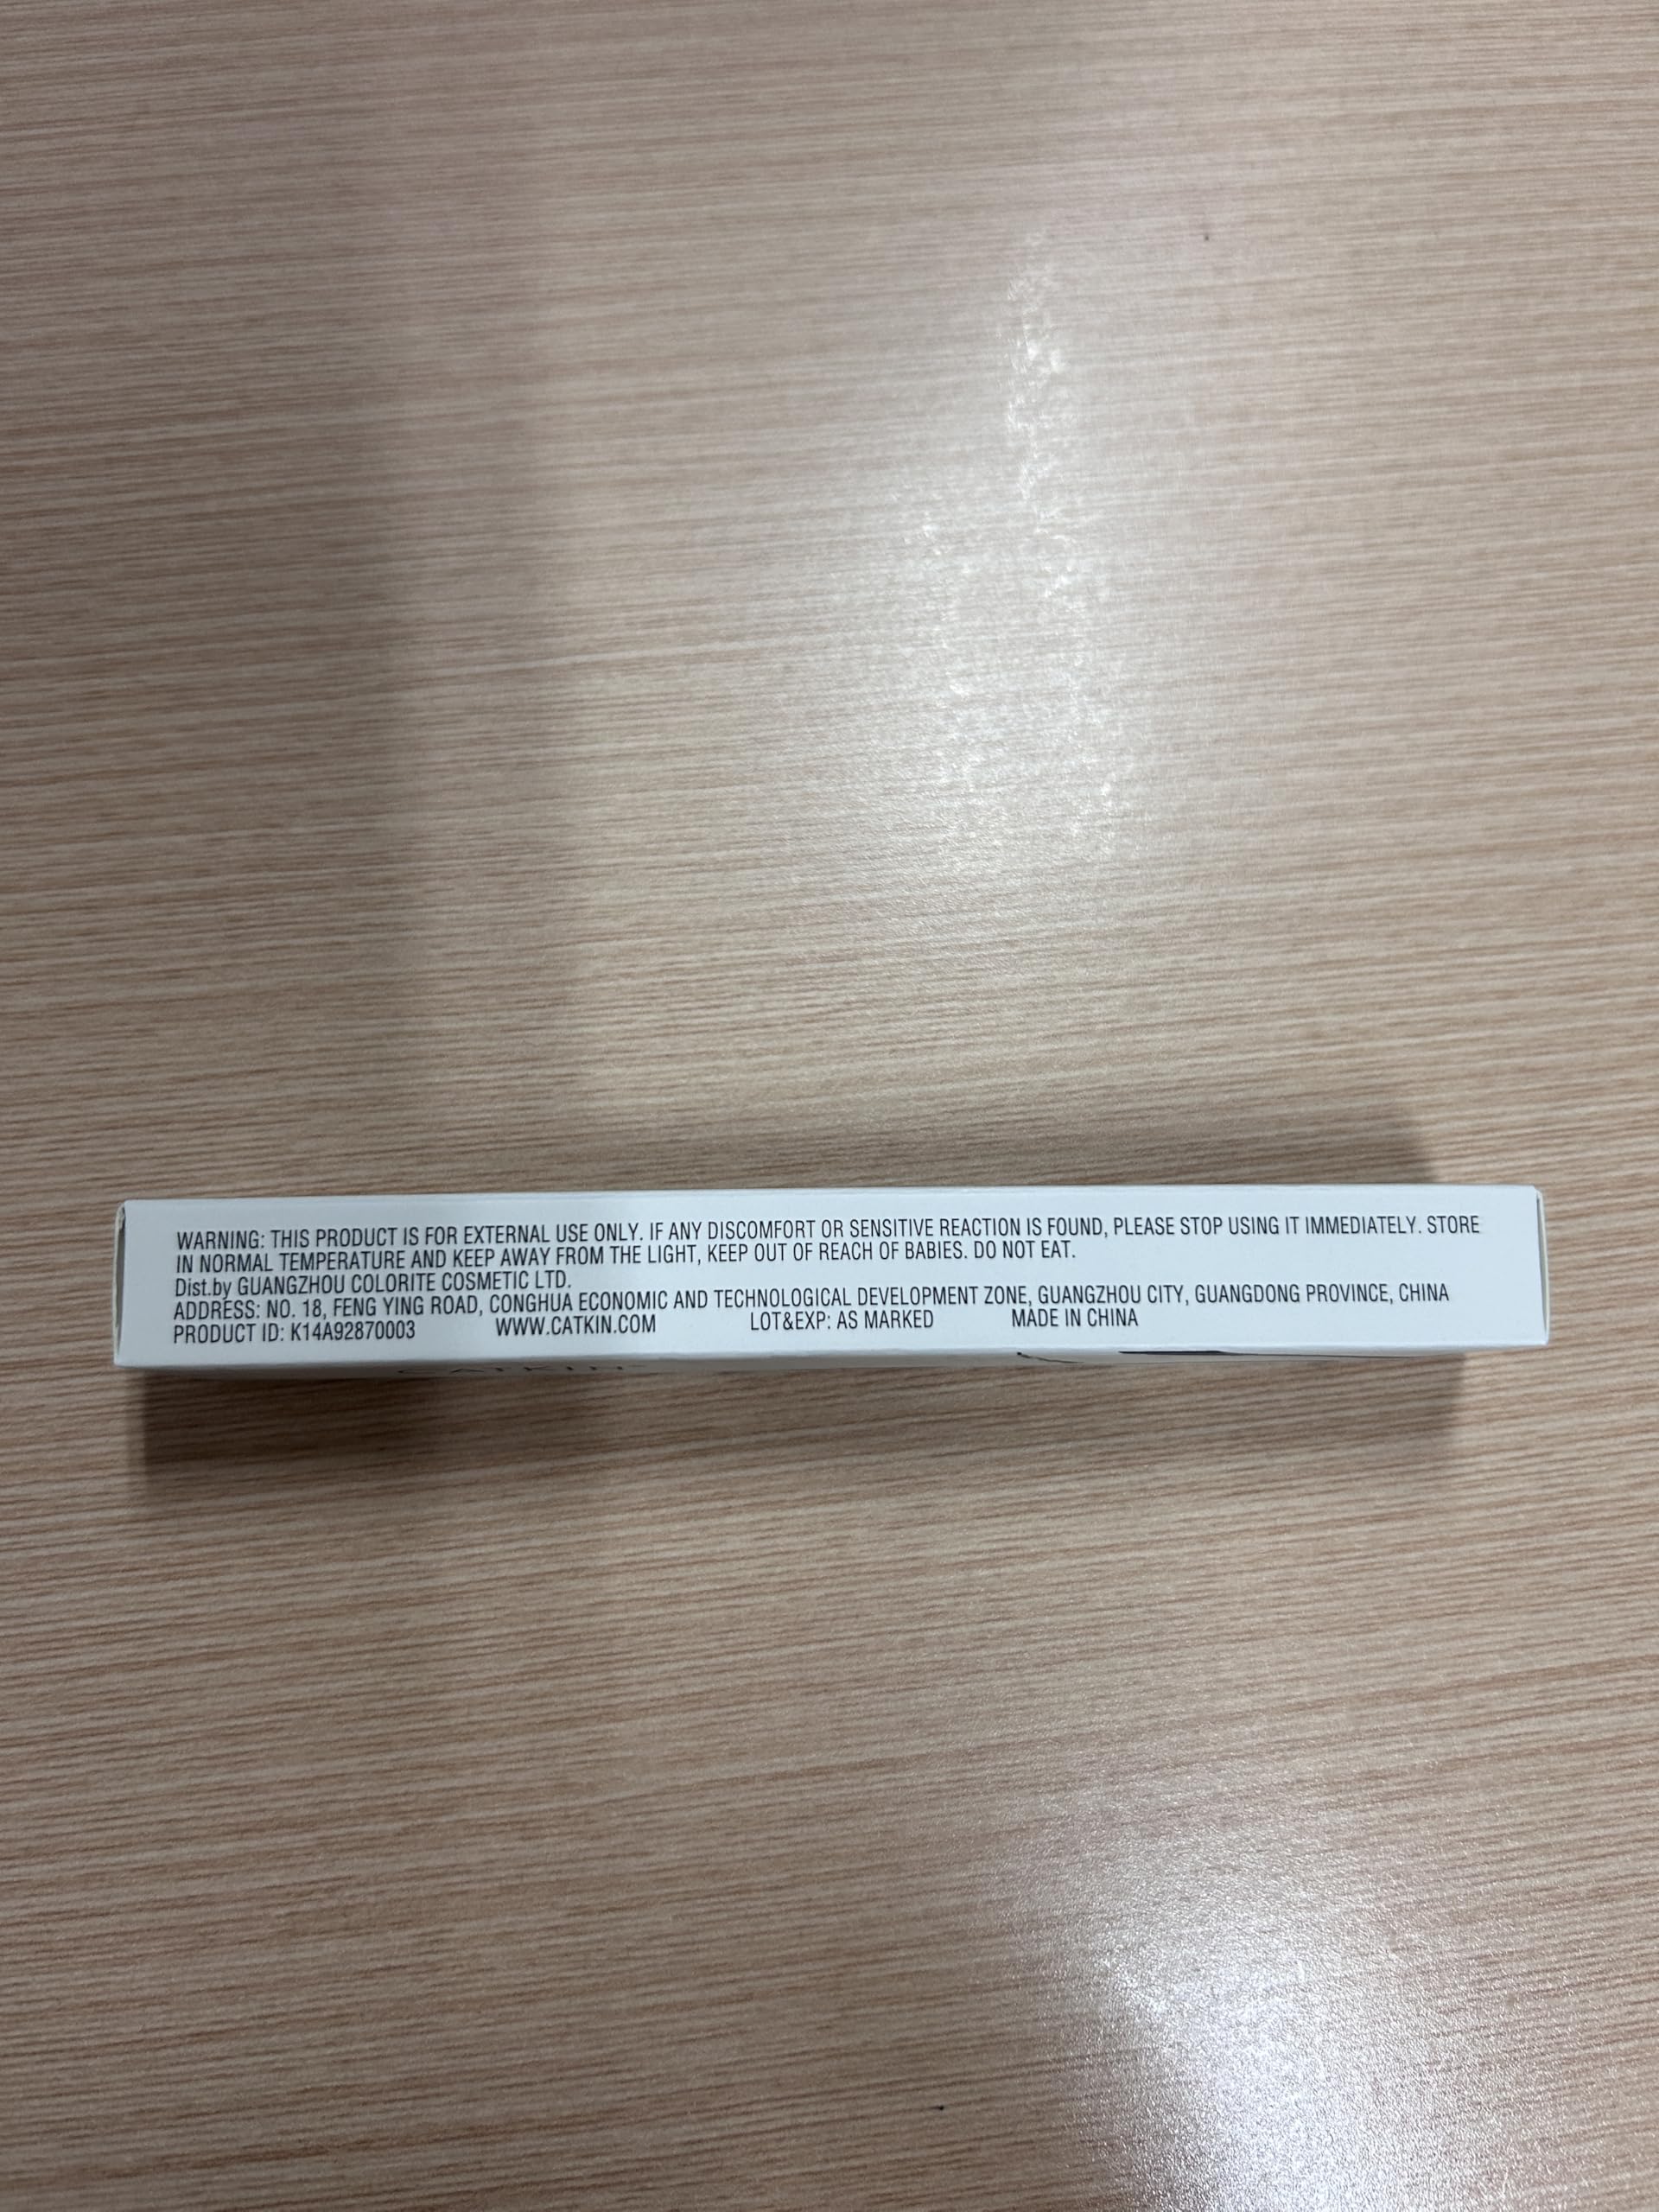 WARNING: THIS PRODUCT IS FOR EXTERNAL USE ONLY. IF ANY DISCOMFORT OR SENSITIVE REACTION IS FOUND, PLEASE STOP USING IT IMMEDIATELY. STORE
IN NORMAL TEMPERATURE AND KEEP AWAY FROM THE LIGHT, KEEP OUT OF REACH OF BABIES. DO NOT EAT.
Dist.by GUANGZHOU COLORITE COSMETIC LTD.
ADDRESS: NO. 18, FENG YING ROAD, CONGHUA ECONOMIC AND TECHNOLOGICAL DEVELOPMENT ZONE, GUANGZHOU CITY, GUANGDONG PROVINCE, CHINA
PRODUCT ID: K14A92870003 WWW.CATKIN.COM LOT&EXP: AS MARKED MADE IN CHINA